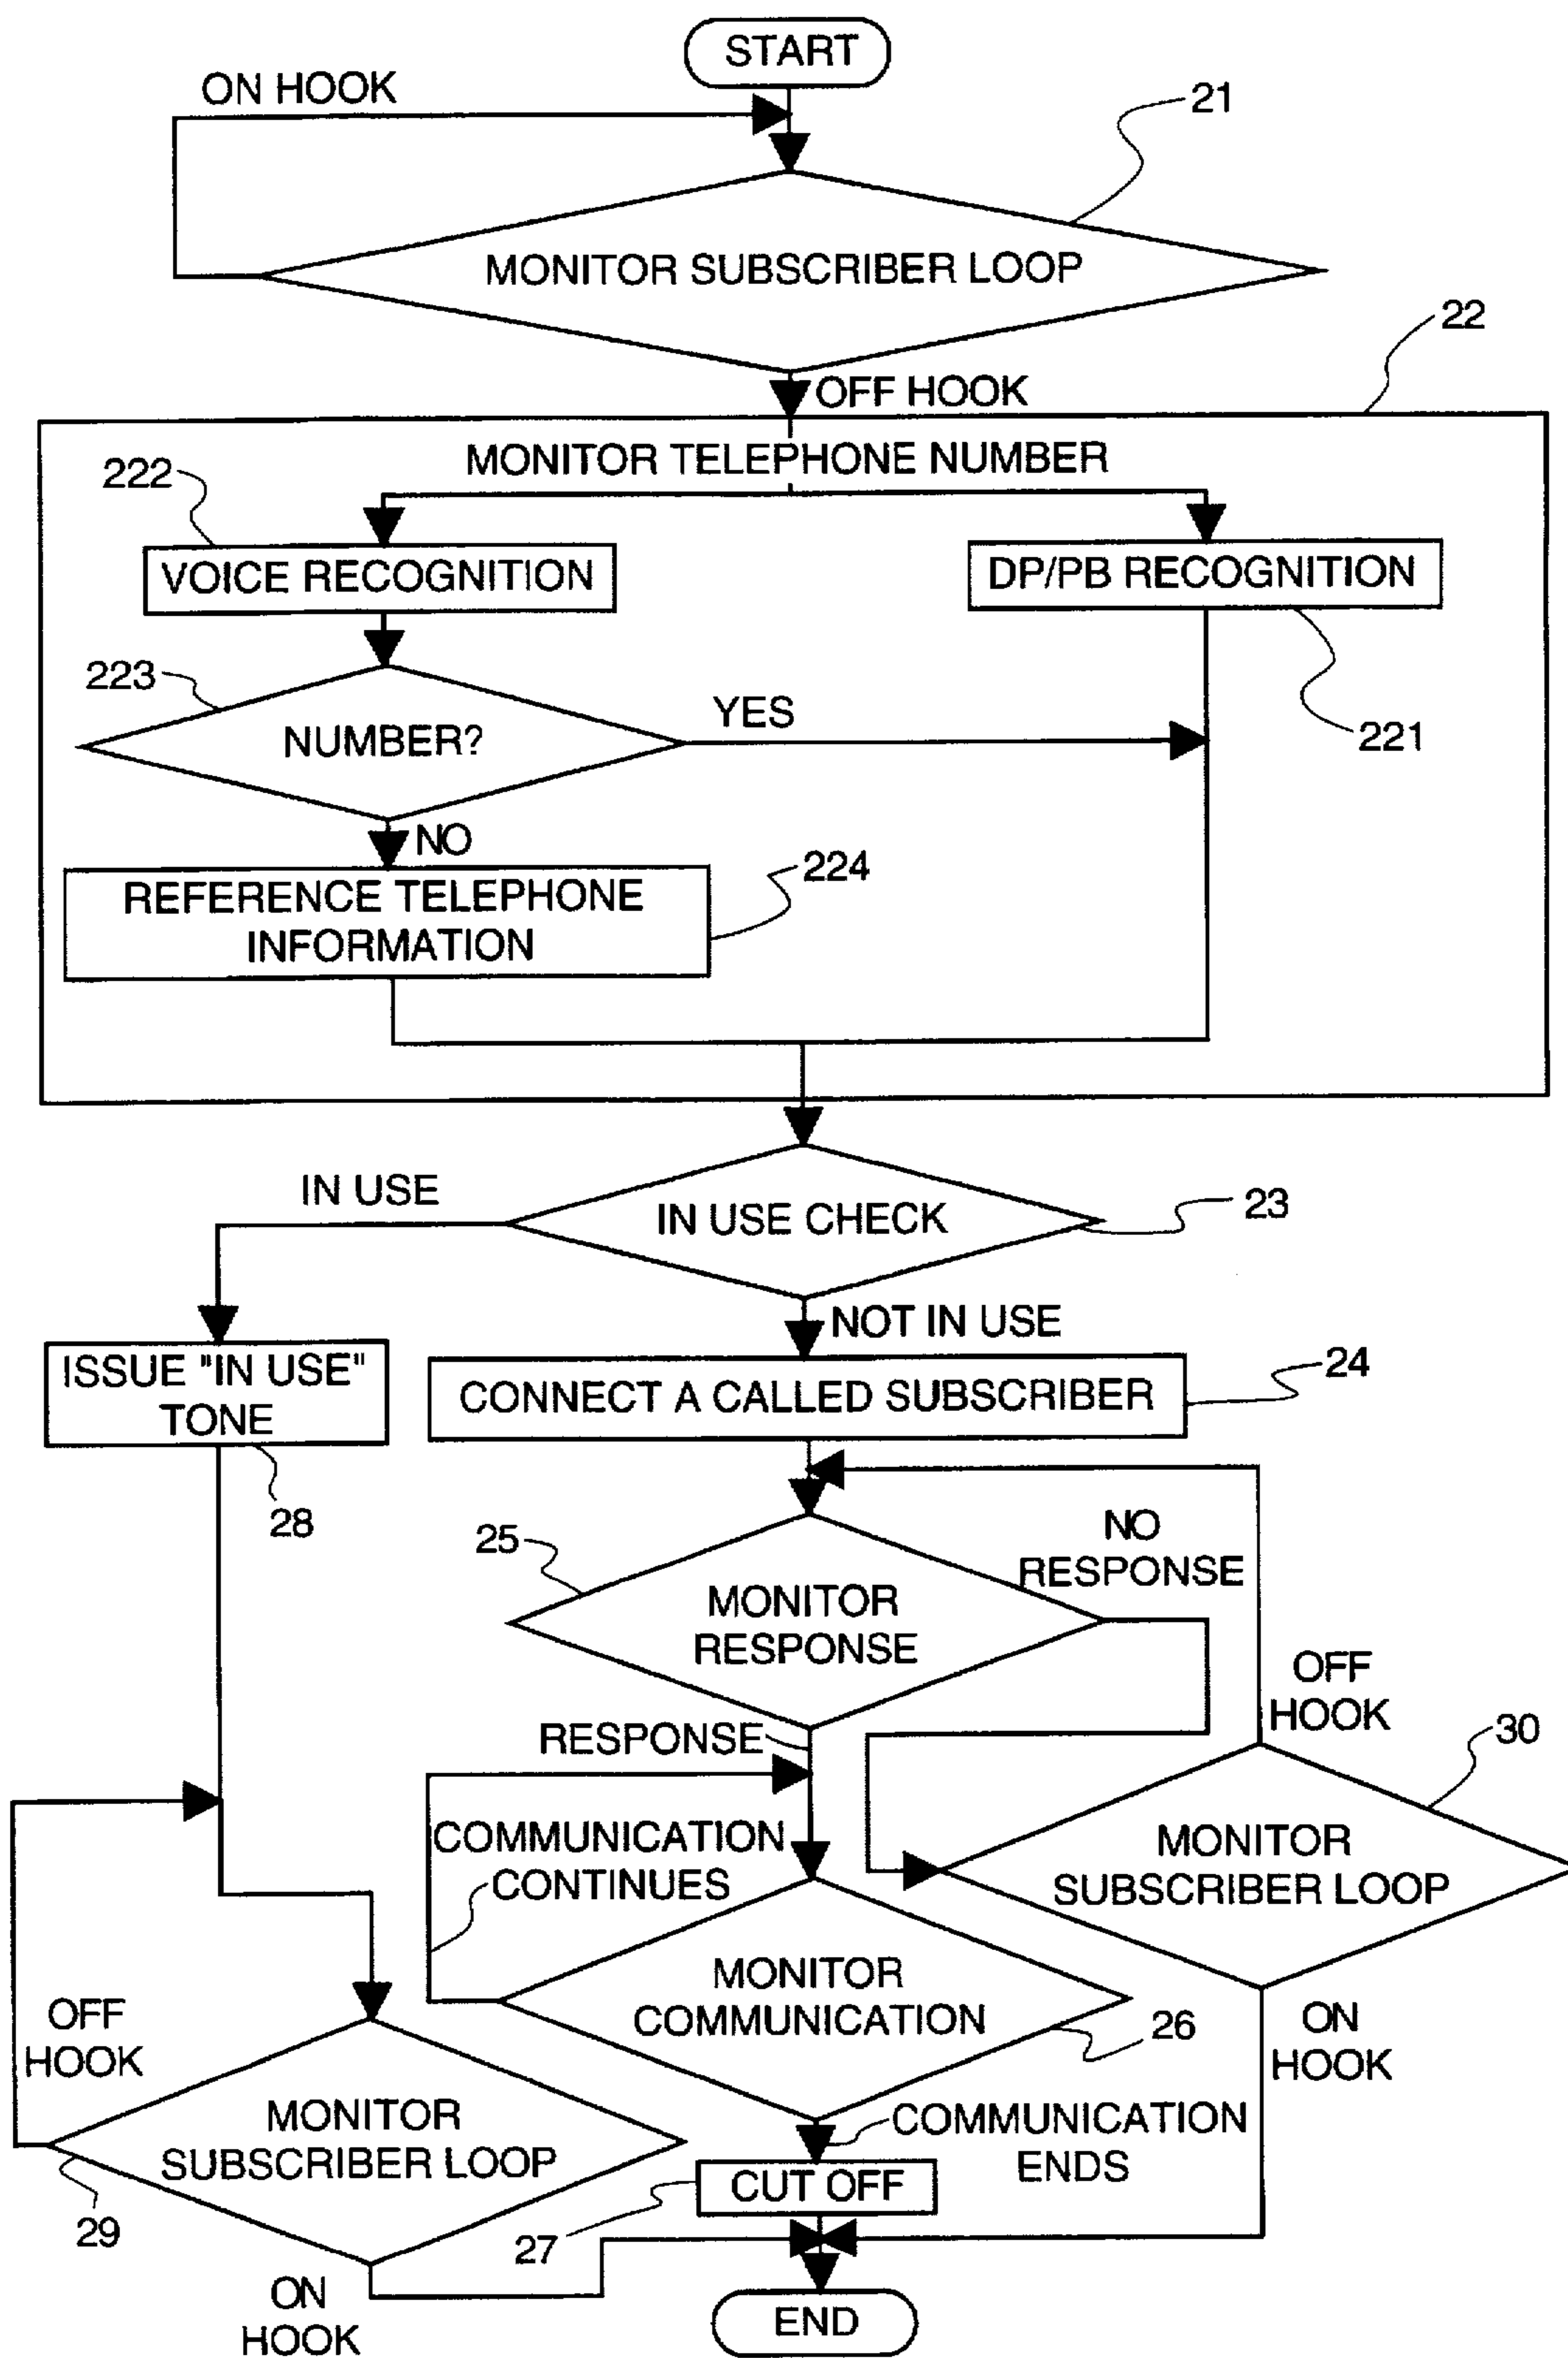 START
ON HOOK
21
MONITOR SUBSCRIBER LOOP
22
OFF HOOK
MONITOR TELEPHONE NUMBER
222
VOICE RECOGNITION
DP/PB RECOGNITION
223
YES
221
NUMBER?
NO
224
REFERENCE TELEPHONE
INFORMATION
IN USE
23
IN USE CHECK
NOT IN USE
ISSUE "IN USE"
TONE
24
CONNECT A CALLED SUBSCRIBER
28
25
NO
RESPONSE
MONITOR
RESPONSE
OFF
HOOK
RESPONSE
30
COMMUNICATION
CONTINUES
MONITOR
SUBSCRIBER LOOP
MONITOR
COMMUNICATION
OFF
HOOK
26
ON
HOOK
MONITOR
SUBSCRIBER LOOP
COMMUNICATION
ENDS
CUT OFF
29
27
ON
HOOK
END